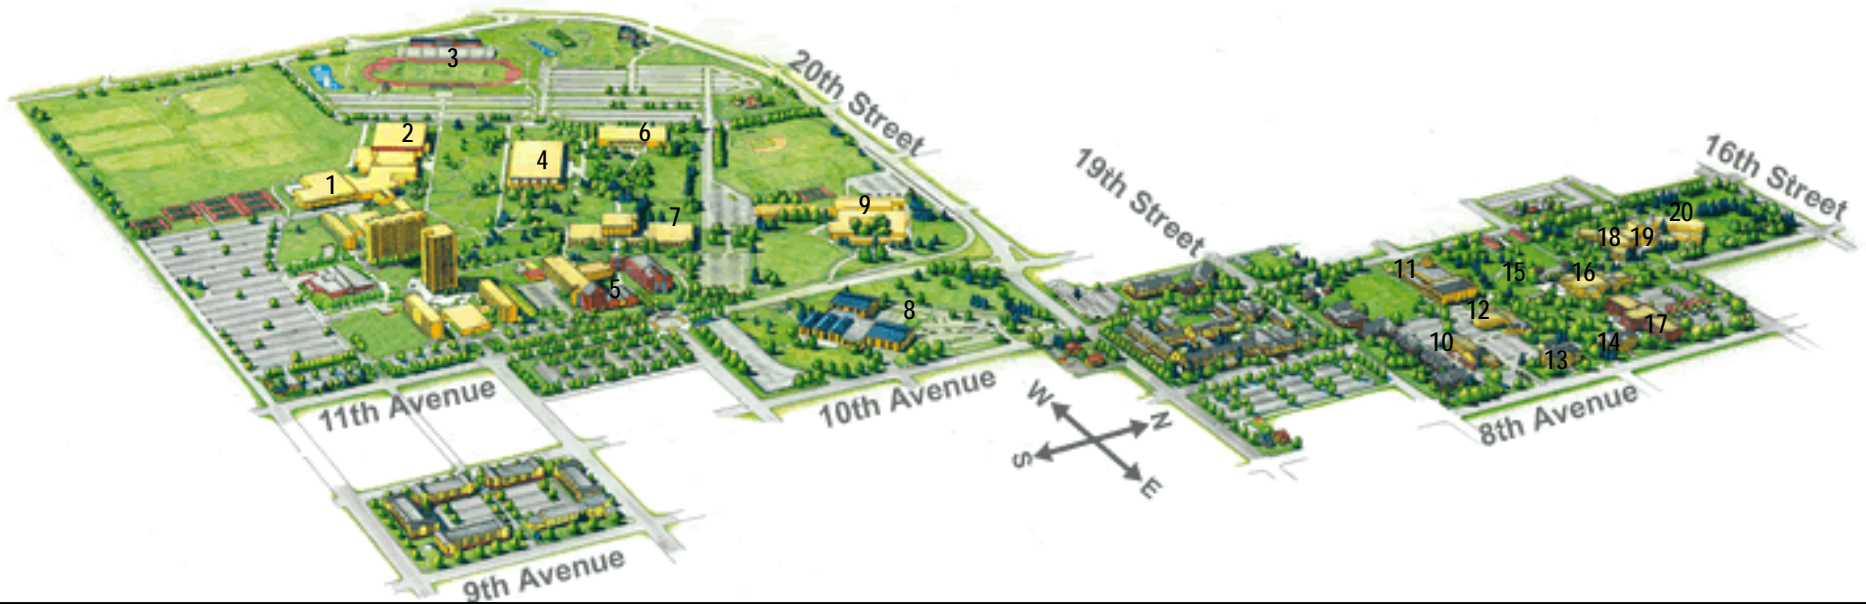 3
20th Street
2
6
4
1
19th Street
16th Street
9
7
20
18
19
5
11
15
16
8
12
10
14
17
13
11th Avenue
10th Avenue
W
N
S
E
8th Avenue
9th Avenue